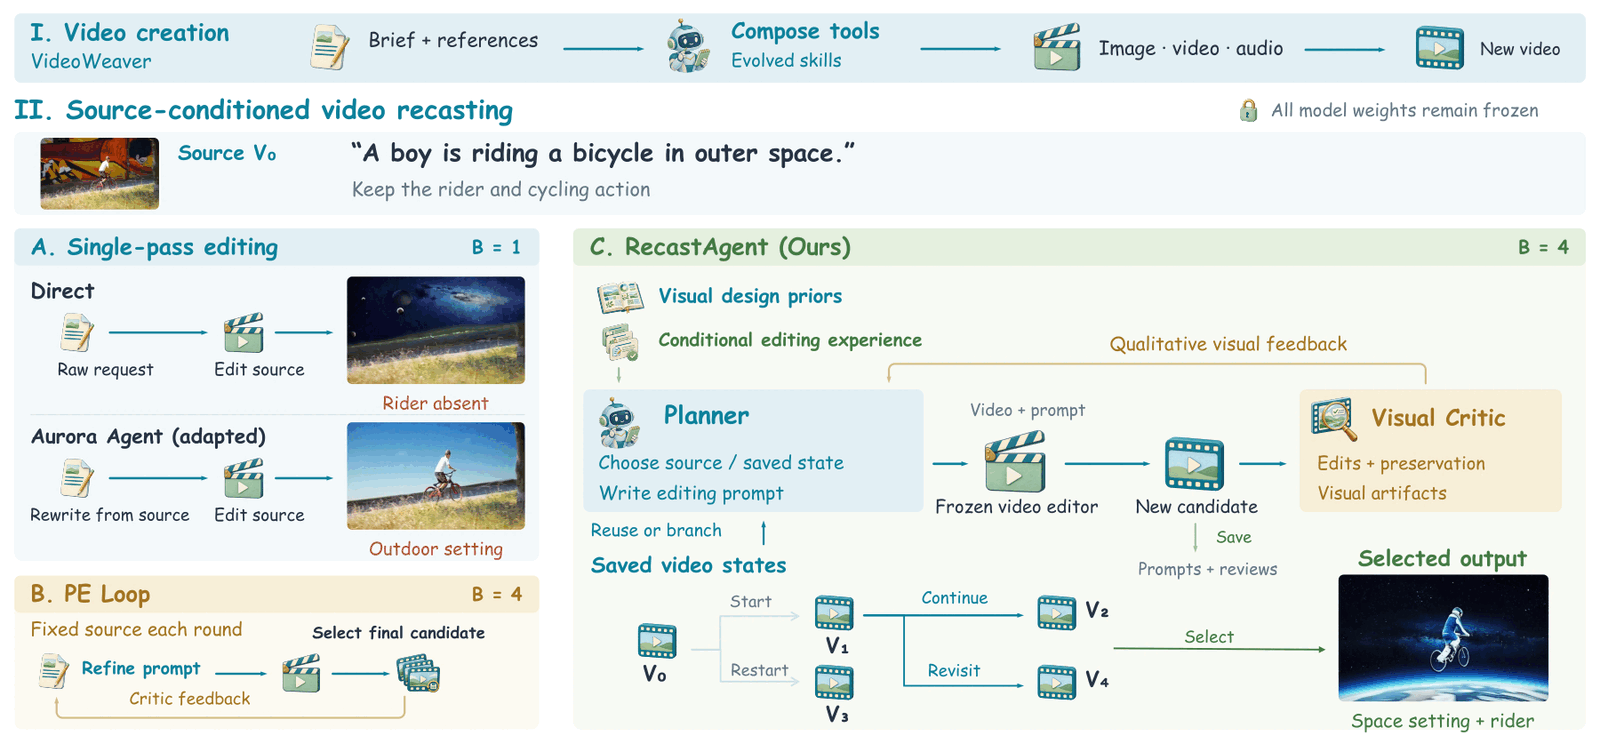 I. Video creation
VideoWeaver
Brief + references
Compose tools
Evolved skills
Image · video · audio
New video
II. Source-conditioned video recasting
All model weights remain frozen
Source V₀
“A boy is riding a bicycle in outer space.”
Keep the rider and cycling action
A. Single-pass editing
B = 1
Direct
Raw request
Edit source
Rider absent
Aurora Agent (adapted)
Rewrite from source
Edit source
Outdoor setting
B. PE Loop
B = 4
Fixed source each round
Select final candidate
Refine prompt
Critic feedback
C. RecastAgent (Ours)
B = 4
Visual design priors
Conditional editing experience
Qualitative visual feedback
Planner
Choose source / saved state
Write editing prompt
Video + prompt
Frozen video editor
New candidate
Visual Critic
Edits + preservation
Visual artifacts
Reuse or branch
Save
Prompts + reviews
Saved video states
Selected output
V₀
Start
Restart
V₁
V₃
Continue
Revisit
V₂
V₄
Select
Space setting + rider